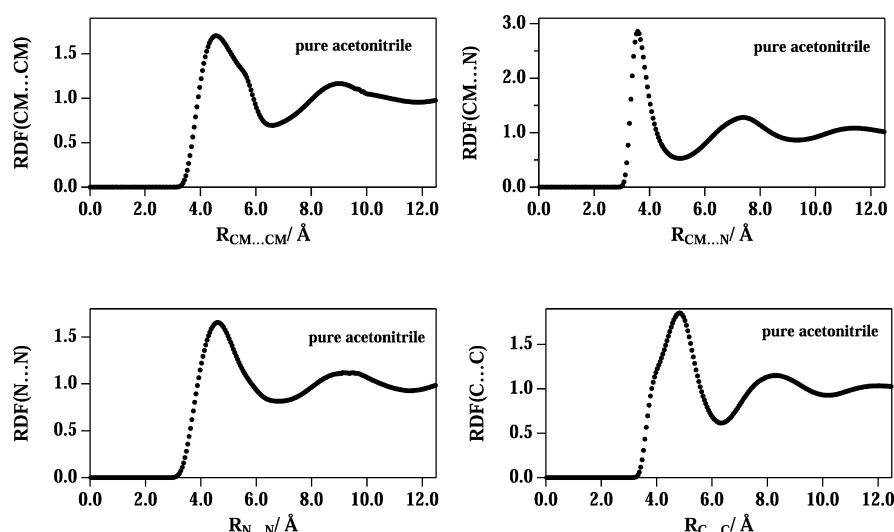 RDF(CM...CM)
1.5
1.0
0.5
0.0
pure acetonitrile
0.0 2.0 4.0 6.0 8.0 10.0 12.0
R_CM...CM/ Å
RDF(CM...N)
3.0
2.0
1.0
0.0
pure acetonitrile
0.0 2.0 4.0 6.0 8.0 10.0 12.0
R_CM...N/ Å
RDF(N...N)
1.5
1.0
0.5
0.0
pure acetonitrile
0.0 2.0 4.0 6.0 8.0 10.0 12.0
R_N...N/ Å
RDF(C...C)
1.5
1.0
0.5
0.0
pure acetonitrile
0.0 2.0 4.0 6.0 8.0 10.0 12.0
R_C...C/ Å